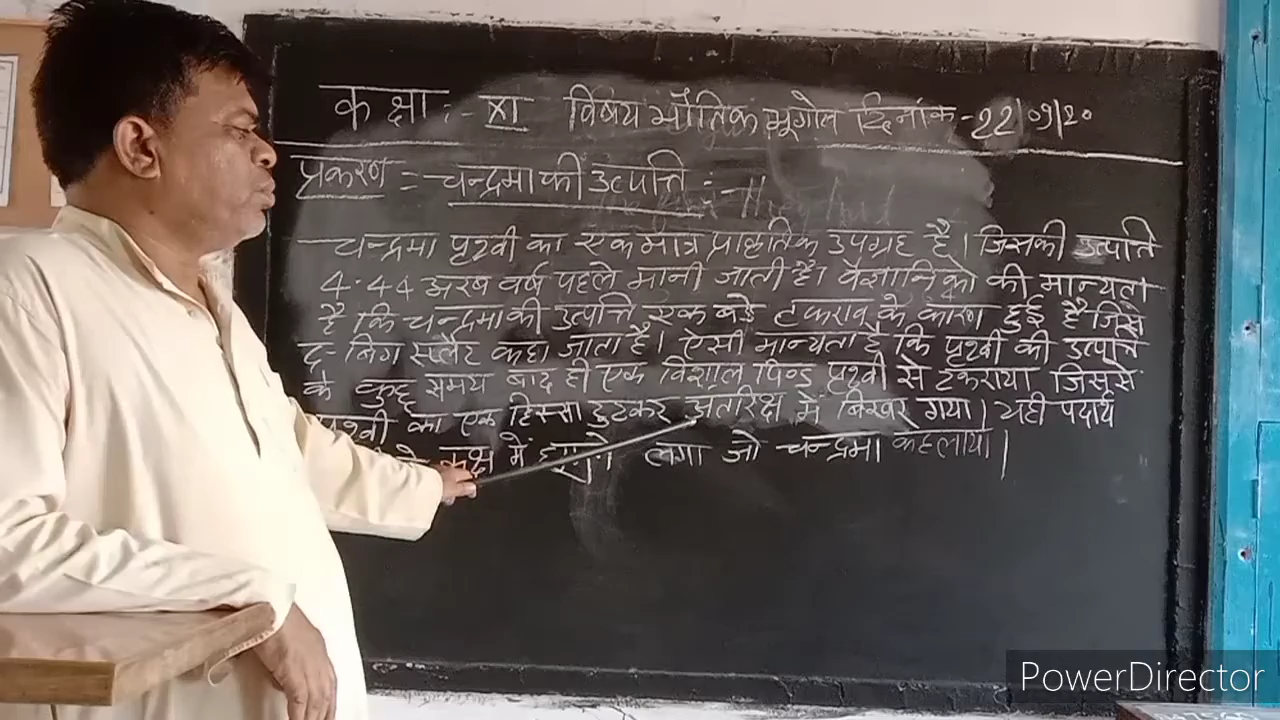 कक्षा :- XI विषय भौतिक भूगोल दिनांक - 22/09/20
प्रकरण = चन्द्रमा की उत्पत्ति :-
चन्द्रमा पृथ्वी का एक मात्र प्राकृतिक उपग्रह है। जिसकी उत्पत्ति
4.44 अरब वर्ष पहले मानी जाती है। वैज्ञानिको की मान्यता
है कि चन्द्रमा की उत्पत्ति एक बडे टकराव के कारण हुई है जिसे
द - बिग स्प्लैट कहा जाता है। ऐसी मान्यता है कि पृथ्वी की उत्पत्ति
के कुछ समय बाद ही एक विशाल पिण्ड पृथ्वी से टकराया जिससे
पृथ्वी का एक हिस्सा टुटकर अंतरिक्ष में बिखर गया। यही पदार्थ
कक्ष में लगा जो चन्द्रमा कहलाया।
PowerDirector